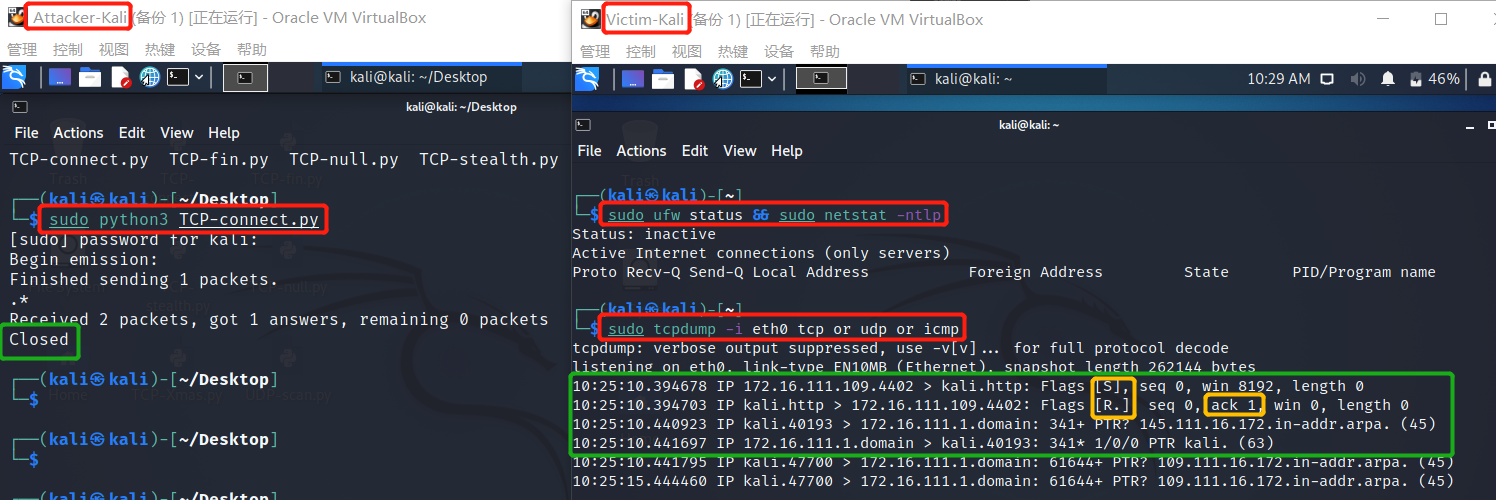 Attacker-Kali (备份 1) [正在运行] - Oracle VM VirtualBox
管理 控制 视图 热键 设备 帮助
kali@kali: ~/Desktop
kali@kali: ~/Desktop
File Actions Edit View Help
TCP-connect.py TCP-fin.py TCP-null.py TCP-stealth.py
┌──(kali㉿kali)-[~/Desktop]
└─$ sudo python3 TCP-connect.py
[sudo] password for kali:
Begin emission:
Finished sending 1 packets.
.*
Received 2 packets, got 1 answers, remaining 0 packets
Closed
┌──(kali㉿kali)-[~/Desktop]
└─$
┌──(kali㉿kali)-[~/Desktop]
└─$
┌──(kali㉿kali)-[~/Desktop]
Victim-Kali (备份 1) [正在运行] - Oracle VM VirtualBox
管理 控制 视图 热键 设备 帮助
kali@kali: ~
10:29 AM
46%
kali@kali: ~
File Actions Edit View Help
┌──(kali㉿kali)-[~]
└─$ sudo ufw status && sudo netstat -ntlp
Status: inactive
Active Internet connections (only servers)
Proto Recv-Q Send-Q Local Address Foreign Address State PID/Program name
┌──(kali㉿kali)-[~]
└─$ sudo tcpdump -i eth0 tcp or udp or icmp
tcpdump: verbose output suppressed, use -v[v]... for full protocol decode
listening on eth0, link-type EN10MB (Ethernet), snapshot length 262144 bytes
10:25:10.394678 IP 172.16.111.109.4402 > kali.http: Flags [S], seq 0, win 8192, length 0
10:25:10.394703 IP kali.http > 172.16.111.109.4402: Flags [R.] seq 0, ack 1, win 0, length 0
10:25:10.440923 IP kali.40193 > 172.16.111.1.domain: 341+ PTR? 145.111.16.172.in-addr.arpa. (45)
10:25:10.441697 IP 172.16.111.1.domain > kali.40193: 341* 1/0/0 PTR kali. (63)
10:25:10.441795 IP kali.47700 > 172.16.111.1.domain: 61644+ PTR? 109.111.16.172.in-addr.arpa. (45)
10:25:15.444460 IP kali.47700 > 172.16.111.1.domain: 61644+ PTR? 109.111.16.172.in-addr.arpa. (45)